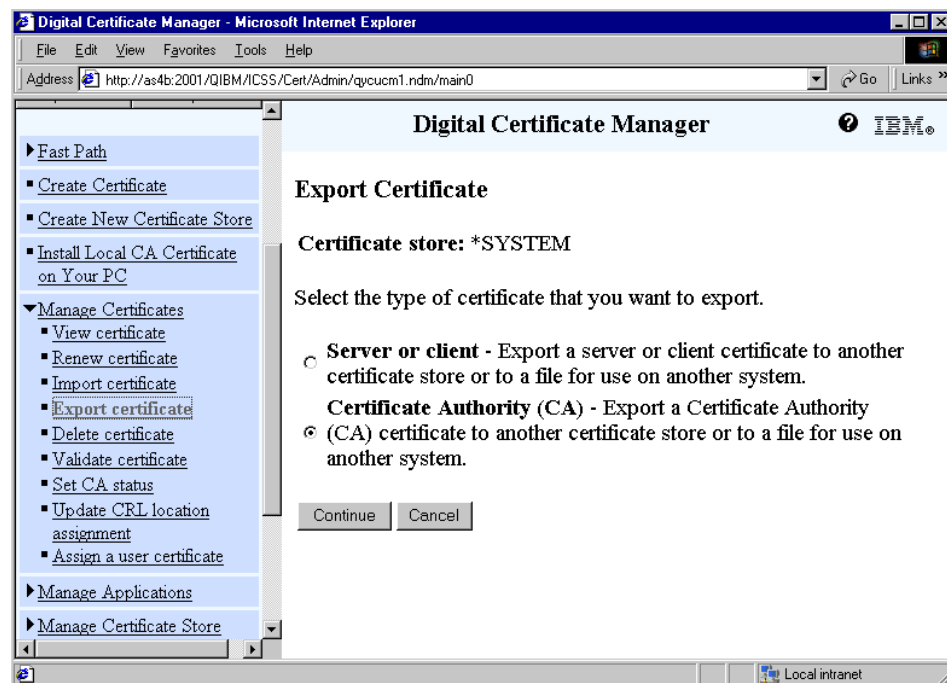 Digital Certificate Manager - Microsoft Internet Explorer
File Edit View Favorites Tools Help
Address http://as4b:2001/QIBM/ICSS/Cert/Admin/qycucm1.ndm/main0 Go Links »
Fast Path
Create Certificate
Create New Certificate Store
Install Local CA Certificate
on Your PC
Manage Certificates
View certificate
Renew certificate
Import certificate
Export certificate
Delete certificate
Validate certificate
Set CA status
Update CRL location
assignment
Assign a user certificate
Manage Applications
Manage Certificate Store
Digital Certificate Manager ? IBM®
Export Certificate
Certificate store: *SYSTEM
Select the type of certificate that you want to export.
Server or client - Export a server or client certificate to another
certificate store or to a file for use on another system.
Certificate Authority (CA) - Export a Certificate Authority
(CA) certificate to another certificate store or to a file for use on
another system.
Continue Cancel
Local intranet